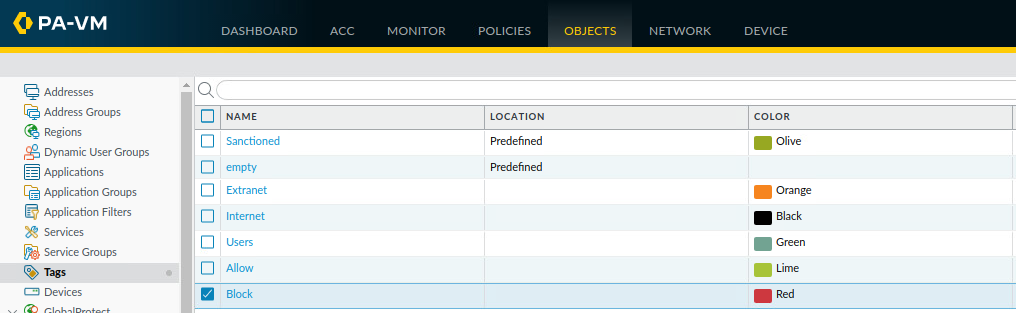 PA-VM
DASHBOARD ACC MONITOR POLICIES OBJECTS NETWORK DEVICE
Addresses
Address Groups
Regions
Dynamic User Groups
Applications
Application Groups
Application Filters
Services
Service Groups
Tags
Devices
GlobalProtect
NAME LOCATION COLOR
Sanctioned Predefined Olive
empty Predefined
Extranet Orange
Internet Black
Users Green
Allow Lime
Block Red